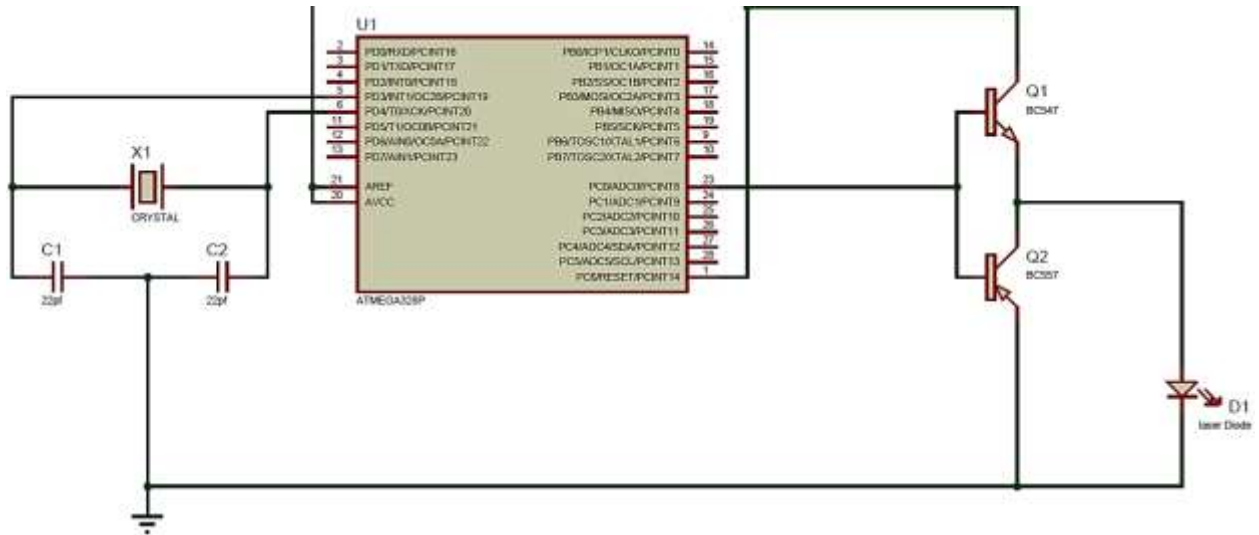 U1
2 PD0/RXD/PCINT16
3 PD1/TXD/PCINT17
4 PD2/INT0/PCINT18
5 PD3/INT1/OC2B/PCINT19
6 PD4/T0/XCK/PCINT20
11 PD5/T1/OC0B/PCINT21
12 PD6/AIN0/OC0A/PCINT22
13 PD7/AIN1/PCINT23
21 AREF
20 AVCC
PB0/ICP1/CLKO/PCINT0 14
PB1/OC1A/PCINT1 15
PB2/SS/OC1B/PCINT2 16
PB3/MOSI/OC2A/PCINT3 17
PB4/MISO/PCINT4 18
PB5/SCK/PCINT5 19
PB6/TOSC1/XTAL1/PCINT6 9
PB7/TOSC2/XTAL2/PCINT7 10
PC0/ADC0/PCINT8 23
PC1/ADC1/PCINT9 24
PC2/ADC2/PCINT10 25
PC3/ADC3/PCINT11 26
PC4/ADC4/SDA/PCINT12 27
PC5/ADC5/SCL/PCINT13 28
PC6/RESET/PCINT14 1
ATMEGA328P
X1
CRYSTAL
C1
22pf
C2
22pf
Q1
BC547
Q2
BC557
D1
laser Diode